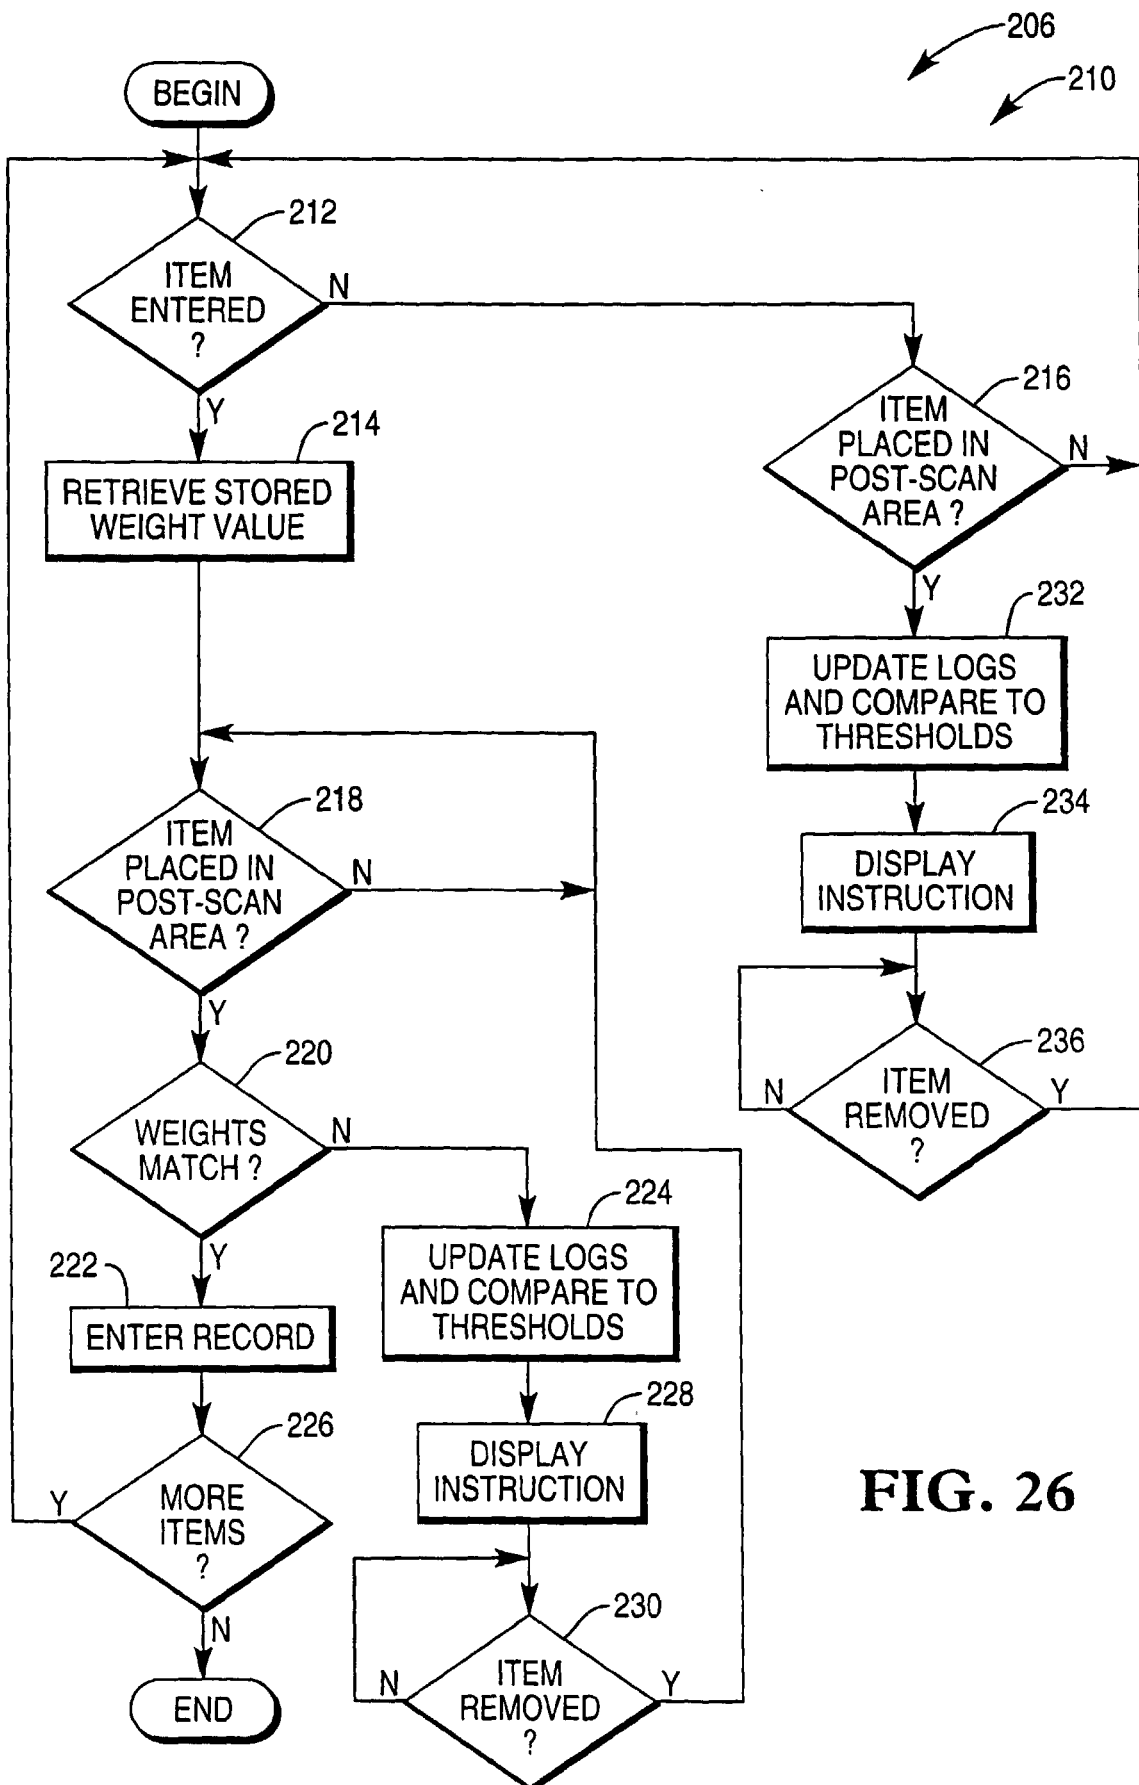 206
210
BEGIN
212
ITEM
ENTERED
?
N
Y
214
RETRIEVE STORED
WEIGHT VALUE
216
ITEM
PLACED IN
POST-SCAN
AREA ?
N
Y
232
UPDATE LOGS
AND COMPARE TO
THRESHOLDS
234
DISPLAY
INSTRUCTION
236
ITEM
REMOVED
?
N
Y
218
ITEM
PLACED IN
POST-SCAN
AREA ?
N
Y
220
WEIGHTS
MATCH ?
N
Y
222
ENTER RECORD
224
UPDATE LOGS
AND COMPARE TO
THRESHOLDS
226
MORE
ITEMS
?
Y
N
END
228
DISPLAY
INSTRUCTION
230
ITEM
REMOVED
?
N
Y
FIG. 26